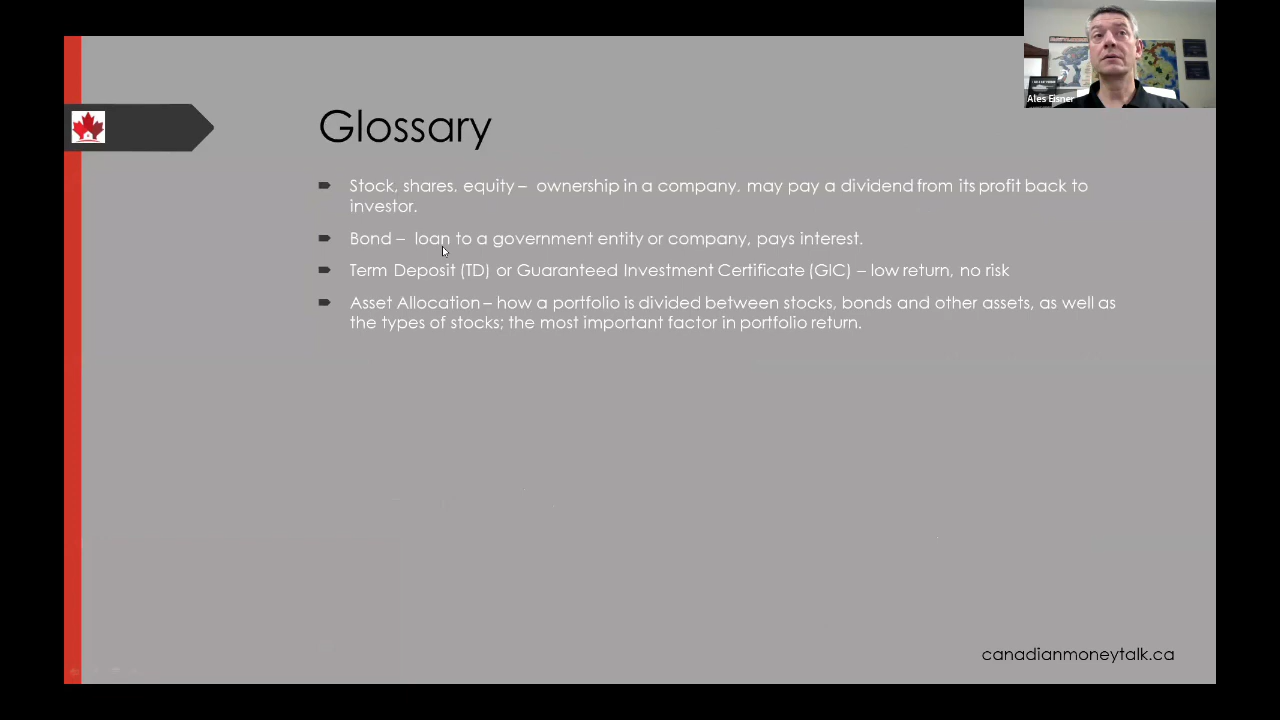 Ales Eisner
Glossary
Stock, shares, equity – ownership in a company, may pay a dividend from its profit back to
investor.
Bond – loan to a government entity or company, pays interest.
Term Deposit (TD) or Guaranteed Investment Certificate (GIC) – low return, no risk
Asset Allocation – how a portfolio is divided between stocks, bonds and other assets, as well as
the types of stocks; the most important factor in portfolio return.
canadianmoneytalk.ca